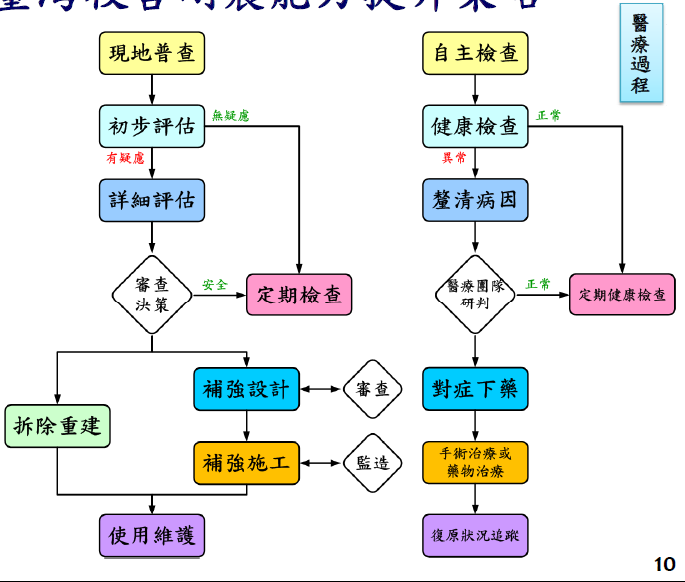 臺灣校舍耐震能力提升策略
醫療過程
現地普查
初步評估
無疑慮
有疑慮
詳細評估
審查
決策
安全
定期檢查
拆除重建
補強設計
審查
補強施工
監造
使用維護
自主檢查
健康檢查
正常
異常
釐清病因
醫療團隊
研判
正常
定期健康檢查
對症下藥
手術治療或
藥物治療
復原狀況追蹤
10